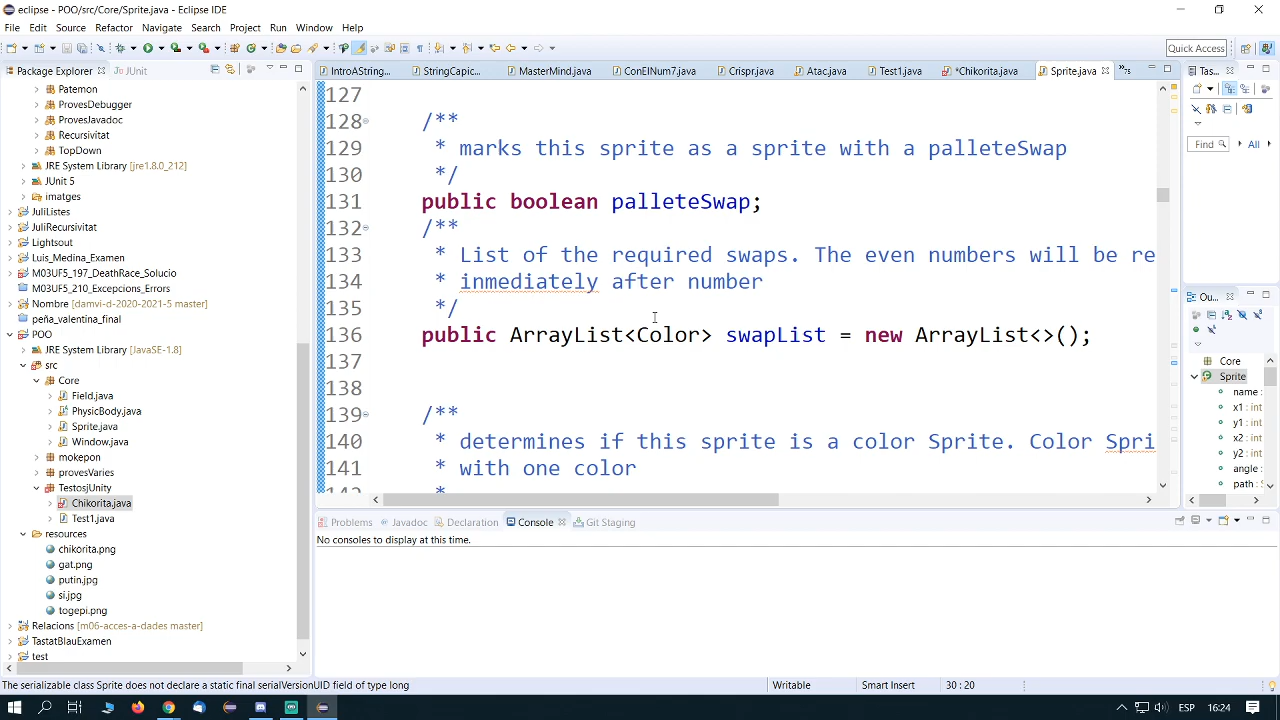 eclipse - POO/src/Core/Sprite.java - Eclipse IDE
File Edit Source Refactor Navigate Search Project Run Window Help
Quick Access
Package Explorer JUnit
Patemon
ProvesDebugger
ProvesJavadoc
Recursivitat
TopDown
JRE System Library [jre1.8.0_212]
JUnit 5
imatges
JuliListes
JuliRecursivitat
Lightsout
Luis_Medina_Examen
M03UF5_197_DeathRace_Solucio
M03UF5_210_Excepcions_Errors
Nombre [damvi-d-2020-2021-5 master]
peña_valentina_final
POO
JRE System Library [JavaSE-1.8]
src
Core
Field.java
PhysicBody.java
Sprite.java
Window.java
mokepon
provesVaries
TestosjUnity
Chikorita.java
Test1.java
resources
chikorita.png
gat.png
putin.jpg
si.jpg
togepi.png
Relacions [m06-acces-a-dades master]
TastatBlauExamen
test
IntroAString... StringCapic... MasterMind.java ConEINum7.java Crispr.java Atac.java Test1.java *Chikorita.java Sprite.java »75
127
128 /**
129 * marks this sprite as a sprite with a palleteSwap
130 */
131 public boolean palleteSwap;
132 /**
133 * List of the required swaps. The even numbers will be re
134 * inmediately after number
135 */
136 public ArrayList<Color> swapList = new ArrayList<>();
137
138
139 /**
140 * determines if this sprite is a color Sprite. Color Spri
141 * with one color
142 *
Problems Javadoc Declaration Console Git Staging
No consoles to display at this time.
Tas...
Find All
Ou...
Core
Sprite
name :
x1 : int
y1 : int
x2 : int
y2 : int
angle :
path : S
The serializable class Sprite does not declare a static final serialVersionUID field of type long
Writable Smart Insert 30 : 20
ESP 16:24